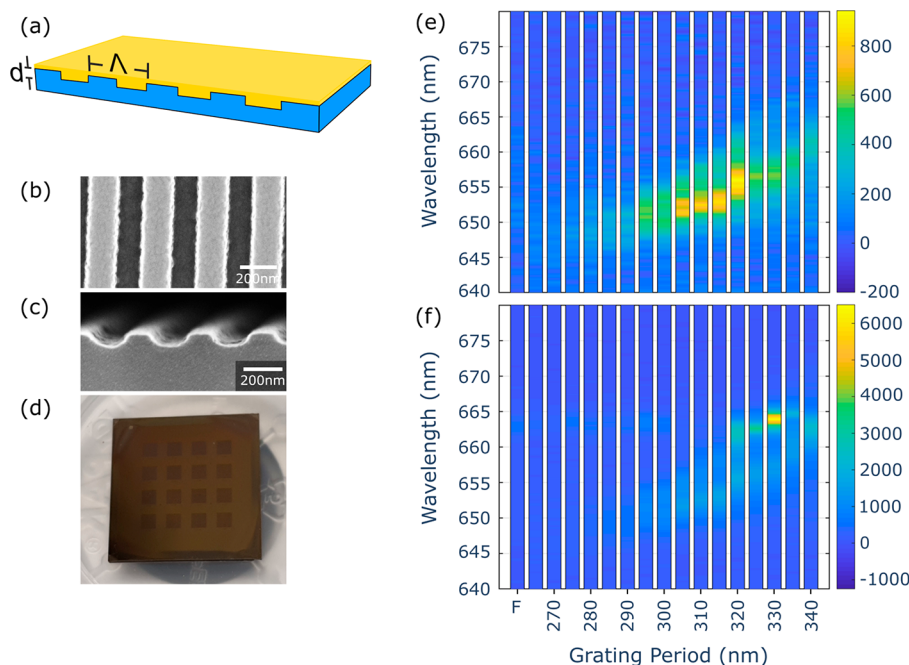 (a)
d
Λ
(b)
200nm
(c)
200nm
(d)
(e)
Wavelength (nm)
675
670
665
660
655
650
645
640
800
600
400
200
0
-200
(f)
Wavelength (nm)
675
670
665
660
655
650
645
640
6000
5000
4000
3000
2000
1000
0
-1000
F
270
280
290
300
310
320
330
340
Grating Period (nm)